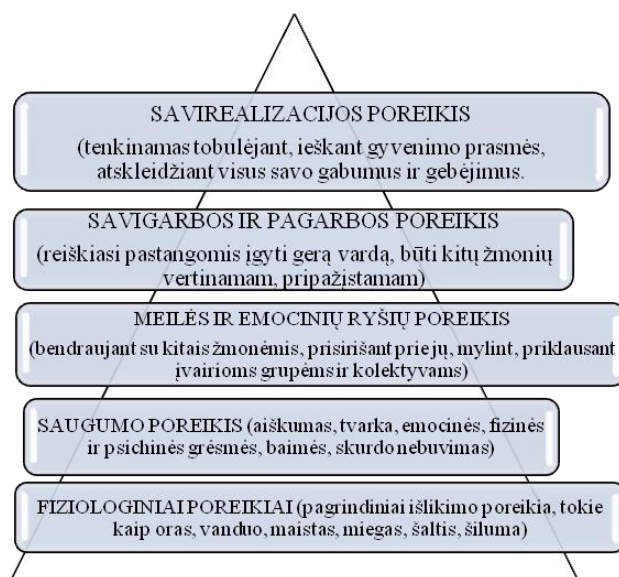 SAVIREALIZACIJOS POREIKIS
(tenkinamas tobulėjant, ieškant gyvenimo prasmės,
atskleidžiant visus savo gabumus ir gebėjimus.
SAVIGARBOS IR PAGARBOS POREIKIS
(reiškiasi pastangomis įgyti gerą vardą, būti kitų žmonių
vertinamam, pripažįstamam)
MEILĖS IR EMOCINIŲ RYŠIŲ POREIKIS
(bendraujant su kitais žmonėmis, prisirišant prie jų, mylint, priklausant
įvairioms grupėms ir kolektyvams)
SAUGUMO POREIKIS (aiškumas, tvarka, emocinės, fizinės
ir psichinės grėsmės, baimės, skurdo nebuvimas)
FIZIOLOGINIAI POREIKIAI (pagrindiniai išlikimo poreikia, tokie
kaip oras, vanduo, maistas, miegas, šaltis, šiluma)